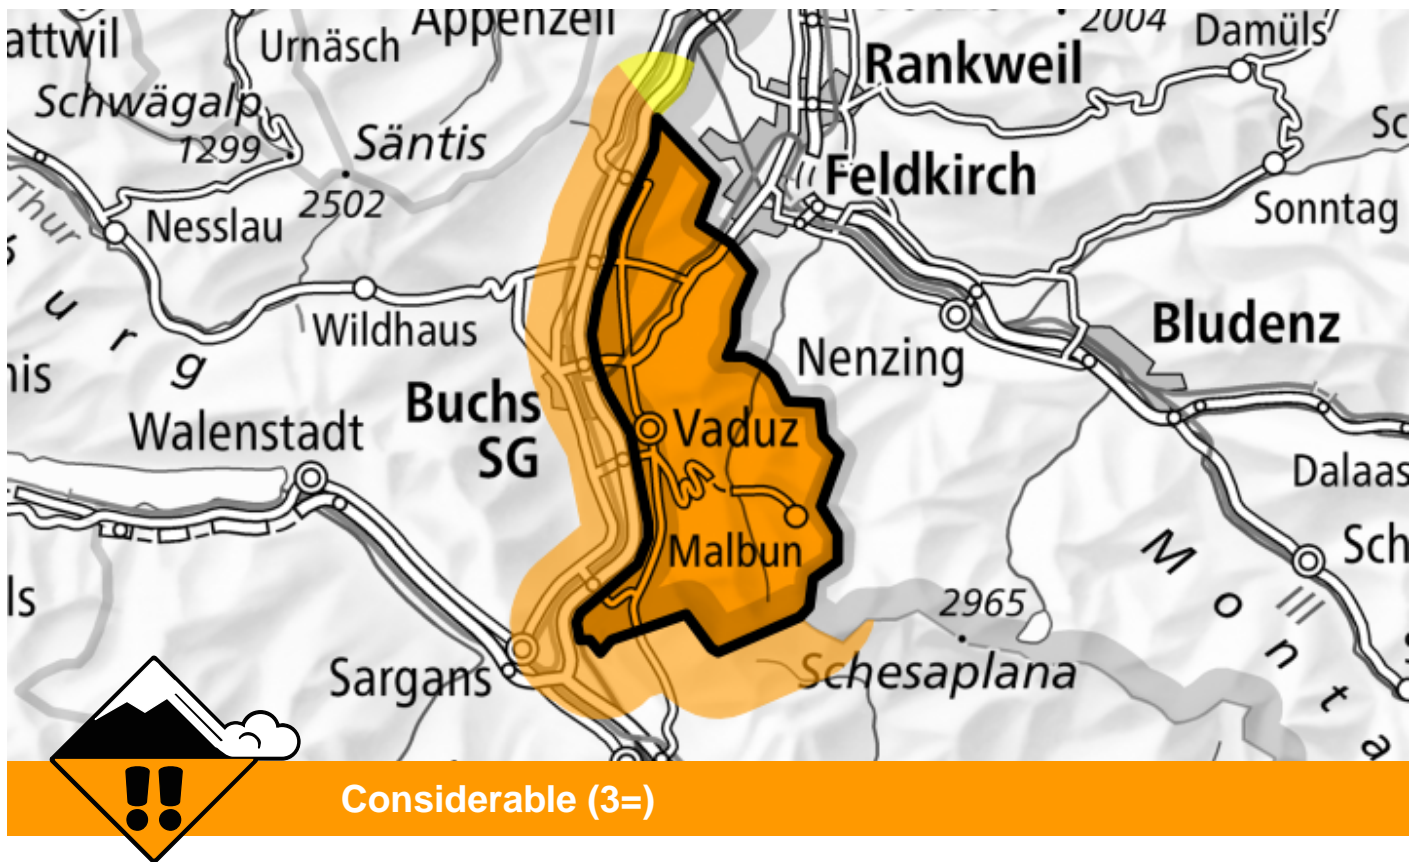 attwil
Urnäsch
Appenzell
2004
Damüls
Rankweil
Schwägalp
1299
Säntis
2502
Sc
Thur
Nesslau
Feldkirch
Sonntag
u r g
Wildhaus
Nenzing
Bludenz
nis
Buchs
SG
Walenstadt
Vaduz
Dalaas
Malbun
Sch
ls
M o n t a
2965
Schesaplana
Sargans
Considerable (3=)